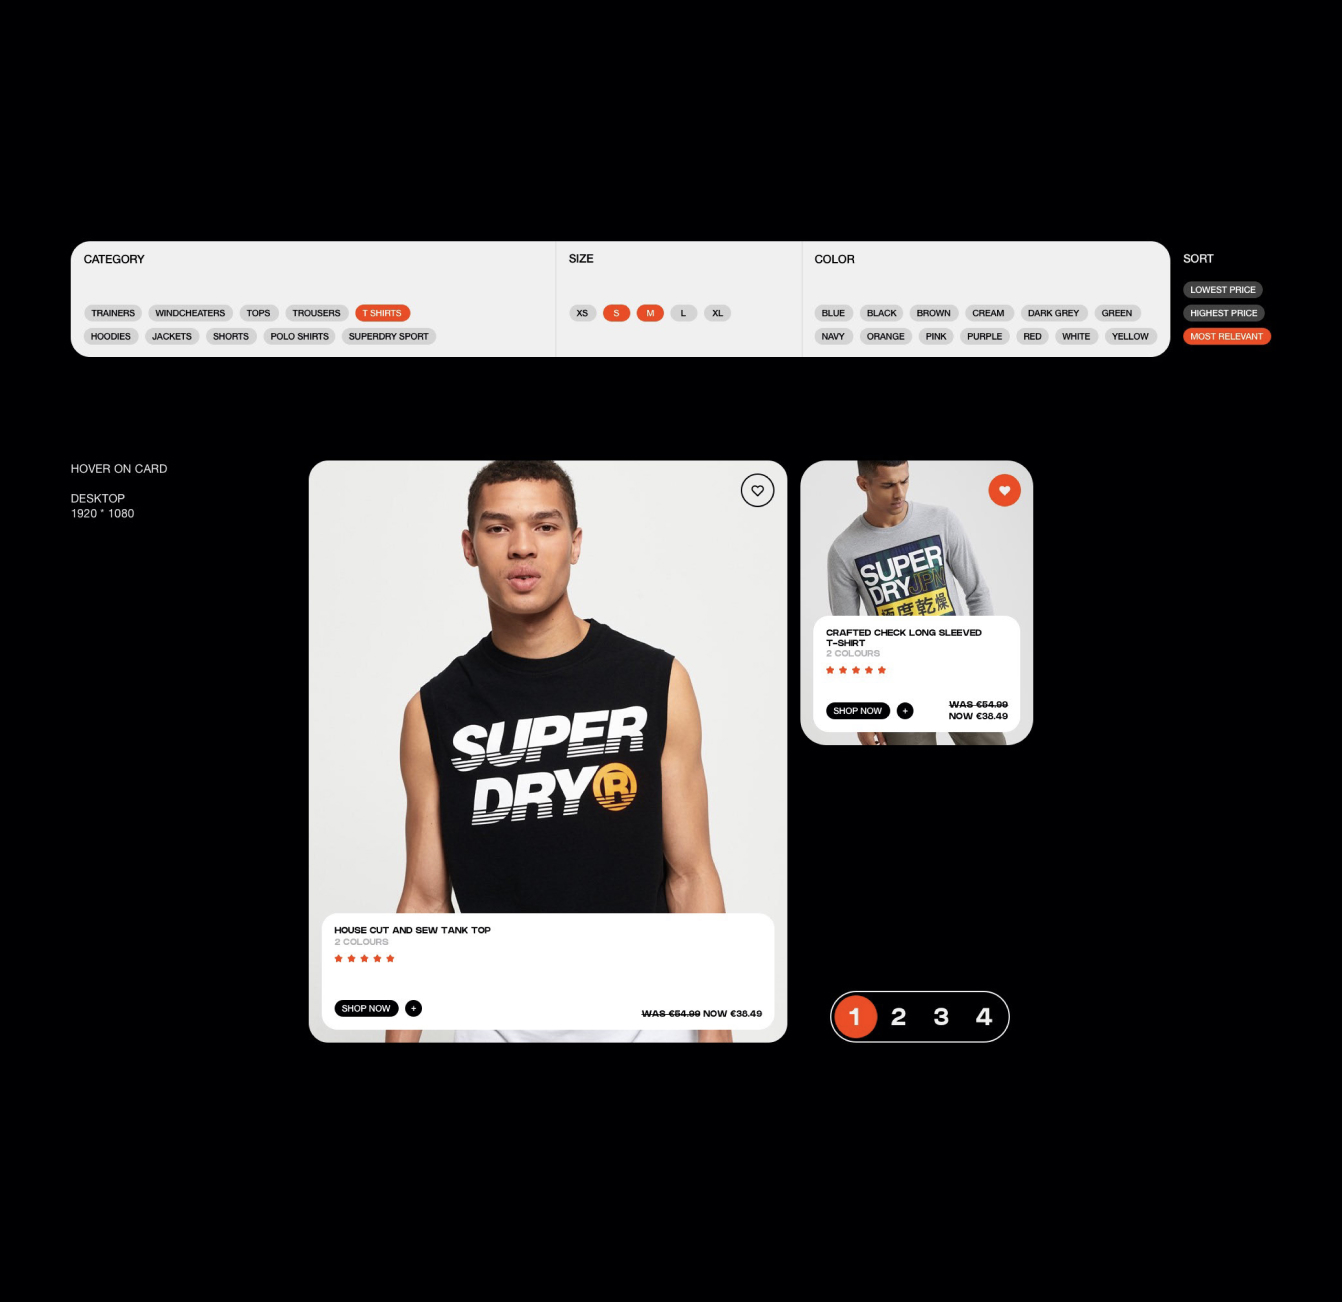 CATEGORY
TRAINERS WINDCHEATERS TOPS TROUSERS T SHIRTS
HOODIES JACKETS SHORTS POLO SHIRTS SUPERDRY SPORT
SIZE
XS S M L XL
COLOR
BLUE BLACK BROWN CREAM DARK GREY GREEN
NAVY ORANGE PINK PURPLE RED WHITE YELLOW
SORT
LOWEST PRICE
HIGHEST PRICE
MOST RELEVANT
HOVER ON CARD
DESKTOP
1920 * 1080
SUPER
DRY®
HOUSE CUT AND SEW TANK TOP
2 COLOURS
SHOP NOW +
WAS €54.99 NOW €38.49
SUPER
DRY JPN
極度乾燥
CRAFTED CHECK LONG SLEEVED
T-SHIRT
2 COLOURS
SHOP NOW +
WAS €54.99
NOW €38.49
1 2 3 4